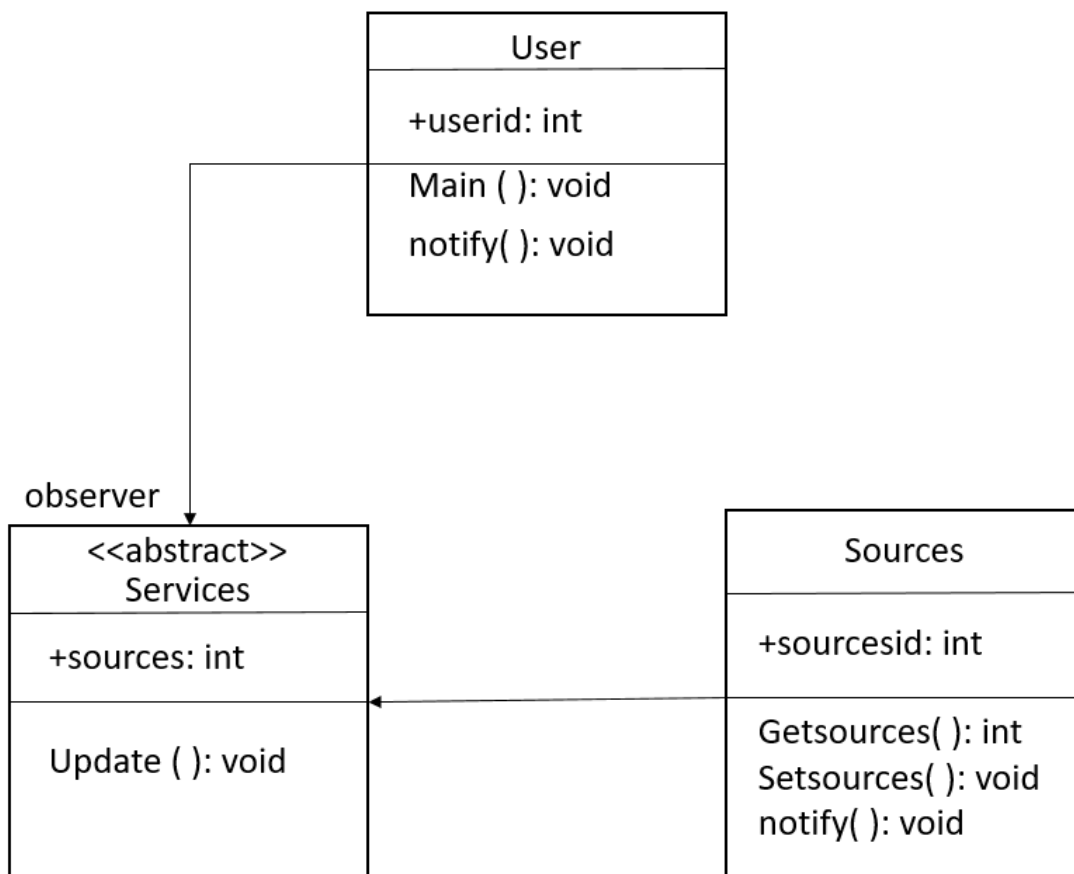 User
+userid: int
Main ( ): void
notify( ): void
observer
<<abstract>>
Services
+sources: int
Update ( ): void
Sources
+sourcesid: int
Getsources( ): int
Setsources( ): void
notify( ): void